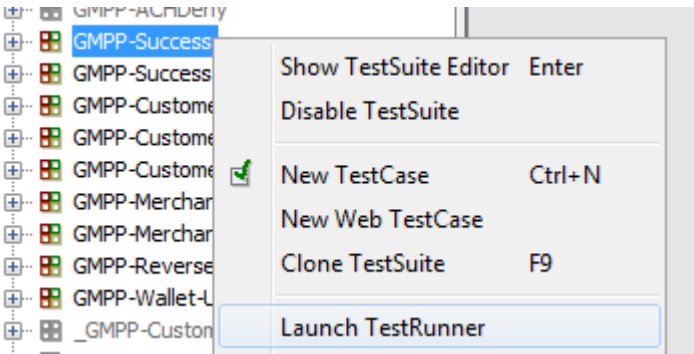 GMPP-ACHDeny
GMPP-Success
GMPP-Success
GMPP-Custome
GMPP-Custome
GMPP-Custome
GMPP-Merchar
GMPP-Merchar
GMPP-Reverse
GMPP-Wallet-U
_GMPP-Custon
Show TestSuite Editor Enter
Disable TestSuite
New TestCase Ctrl+N
New Web TestCase
Clone TestSuite F9
Launch TestRunner